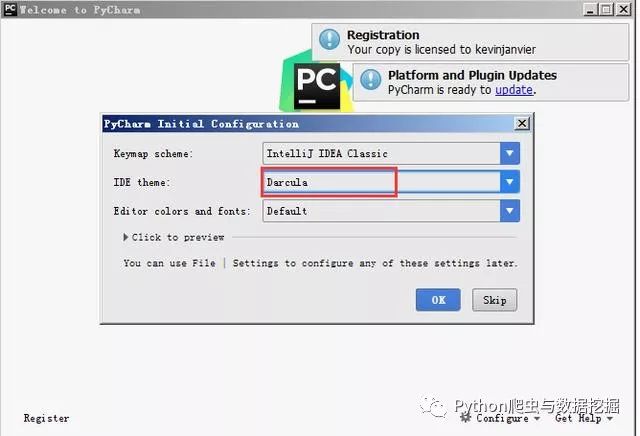 PC Welcome to PyCharm
Registration
Your copy is licensed to kevinjanvier
Platform and Plugin Updates
PyCharm is ready to update.
PC
PyCharm Initial Configuration
Keymap scheme: IntelliJ IDEA Classic
IDE theme: Darcula
Editor colors and fonts: Default
Click to preview
You can use File | Settings to configure any of these settings later.
OK Skip
Python爬虫与数据挖掘
Register Configure Get Help